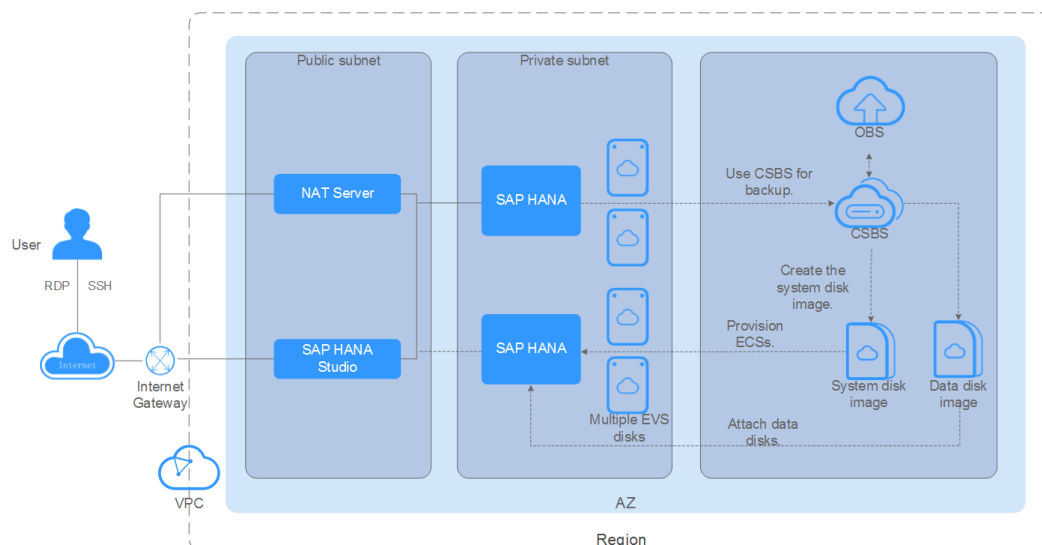 Public subnet
Private subnet
OBS
NAT Server
SAP HANA
Use CSBS for
backup.
CSBS
User
RDP
SSH
Create the
system disk
image.
Internet
Internet
Gateway
SAP HANA
Studio
SAP HANA
Provision
ECSs.
System disk
image
Data disk
image
Multiple EVS
disks
Attach data
disks.
VPC
AZ
Region